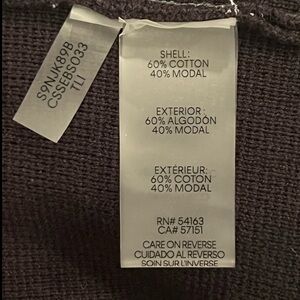 S9NJK89B
CSSEBS033
TLI
SHELL:
60% COTTON
40% MODAL
EXTERIOR :
60% ALGODÓN
40% MODAL
EXTÉRIEUR:
60% COTON
40% MODAL
RN# 54163
CA# 57151
CARE ON REVERSE
CUIDADO AL REVERSO
SOIN SUR L'INVERSE